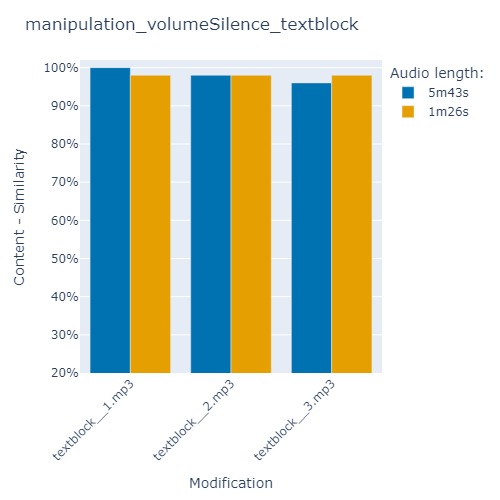 manipulation_volumeSilence_textblock
Audio length:
5m43s
1m26s
Content - Similarity
100%
90%
80%
70%
60%
50%
40%
30%
20%
textblock__1.mp3
textblock__2.mp3
textblock__3.mp3
Modification